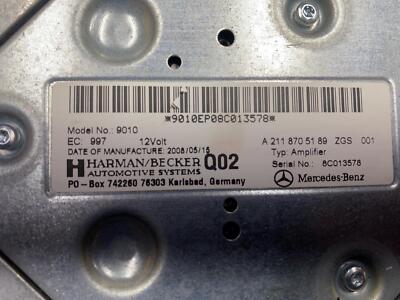 *9010EP08C013578*
Model No.: 9010
EC: 997 12Volt
DATE OF MANUFACTURE: 2008/05/15
HARMAN/BECKER
AUTOMOTIVE SYSTEMS
Q02
PO-Box 742260 76303 Karlsbad, Germany
A 211 870 51 89 ZGS 001
Typ: Amplifier
Serial No.: 8C013578
Mercedes-Benz